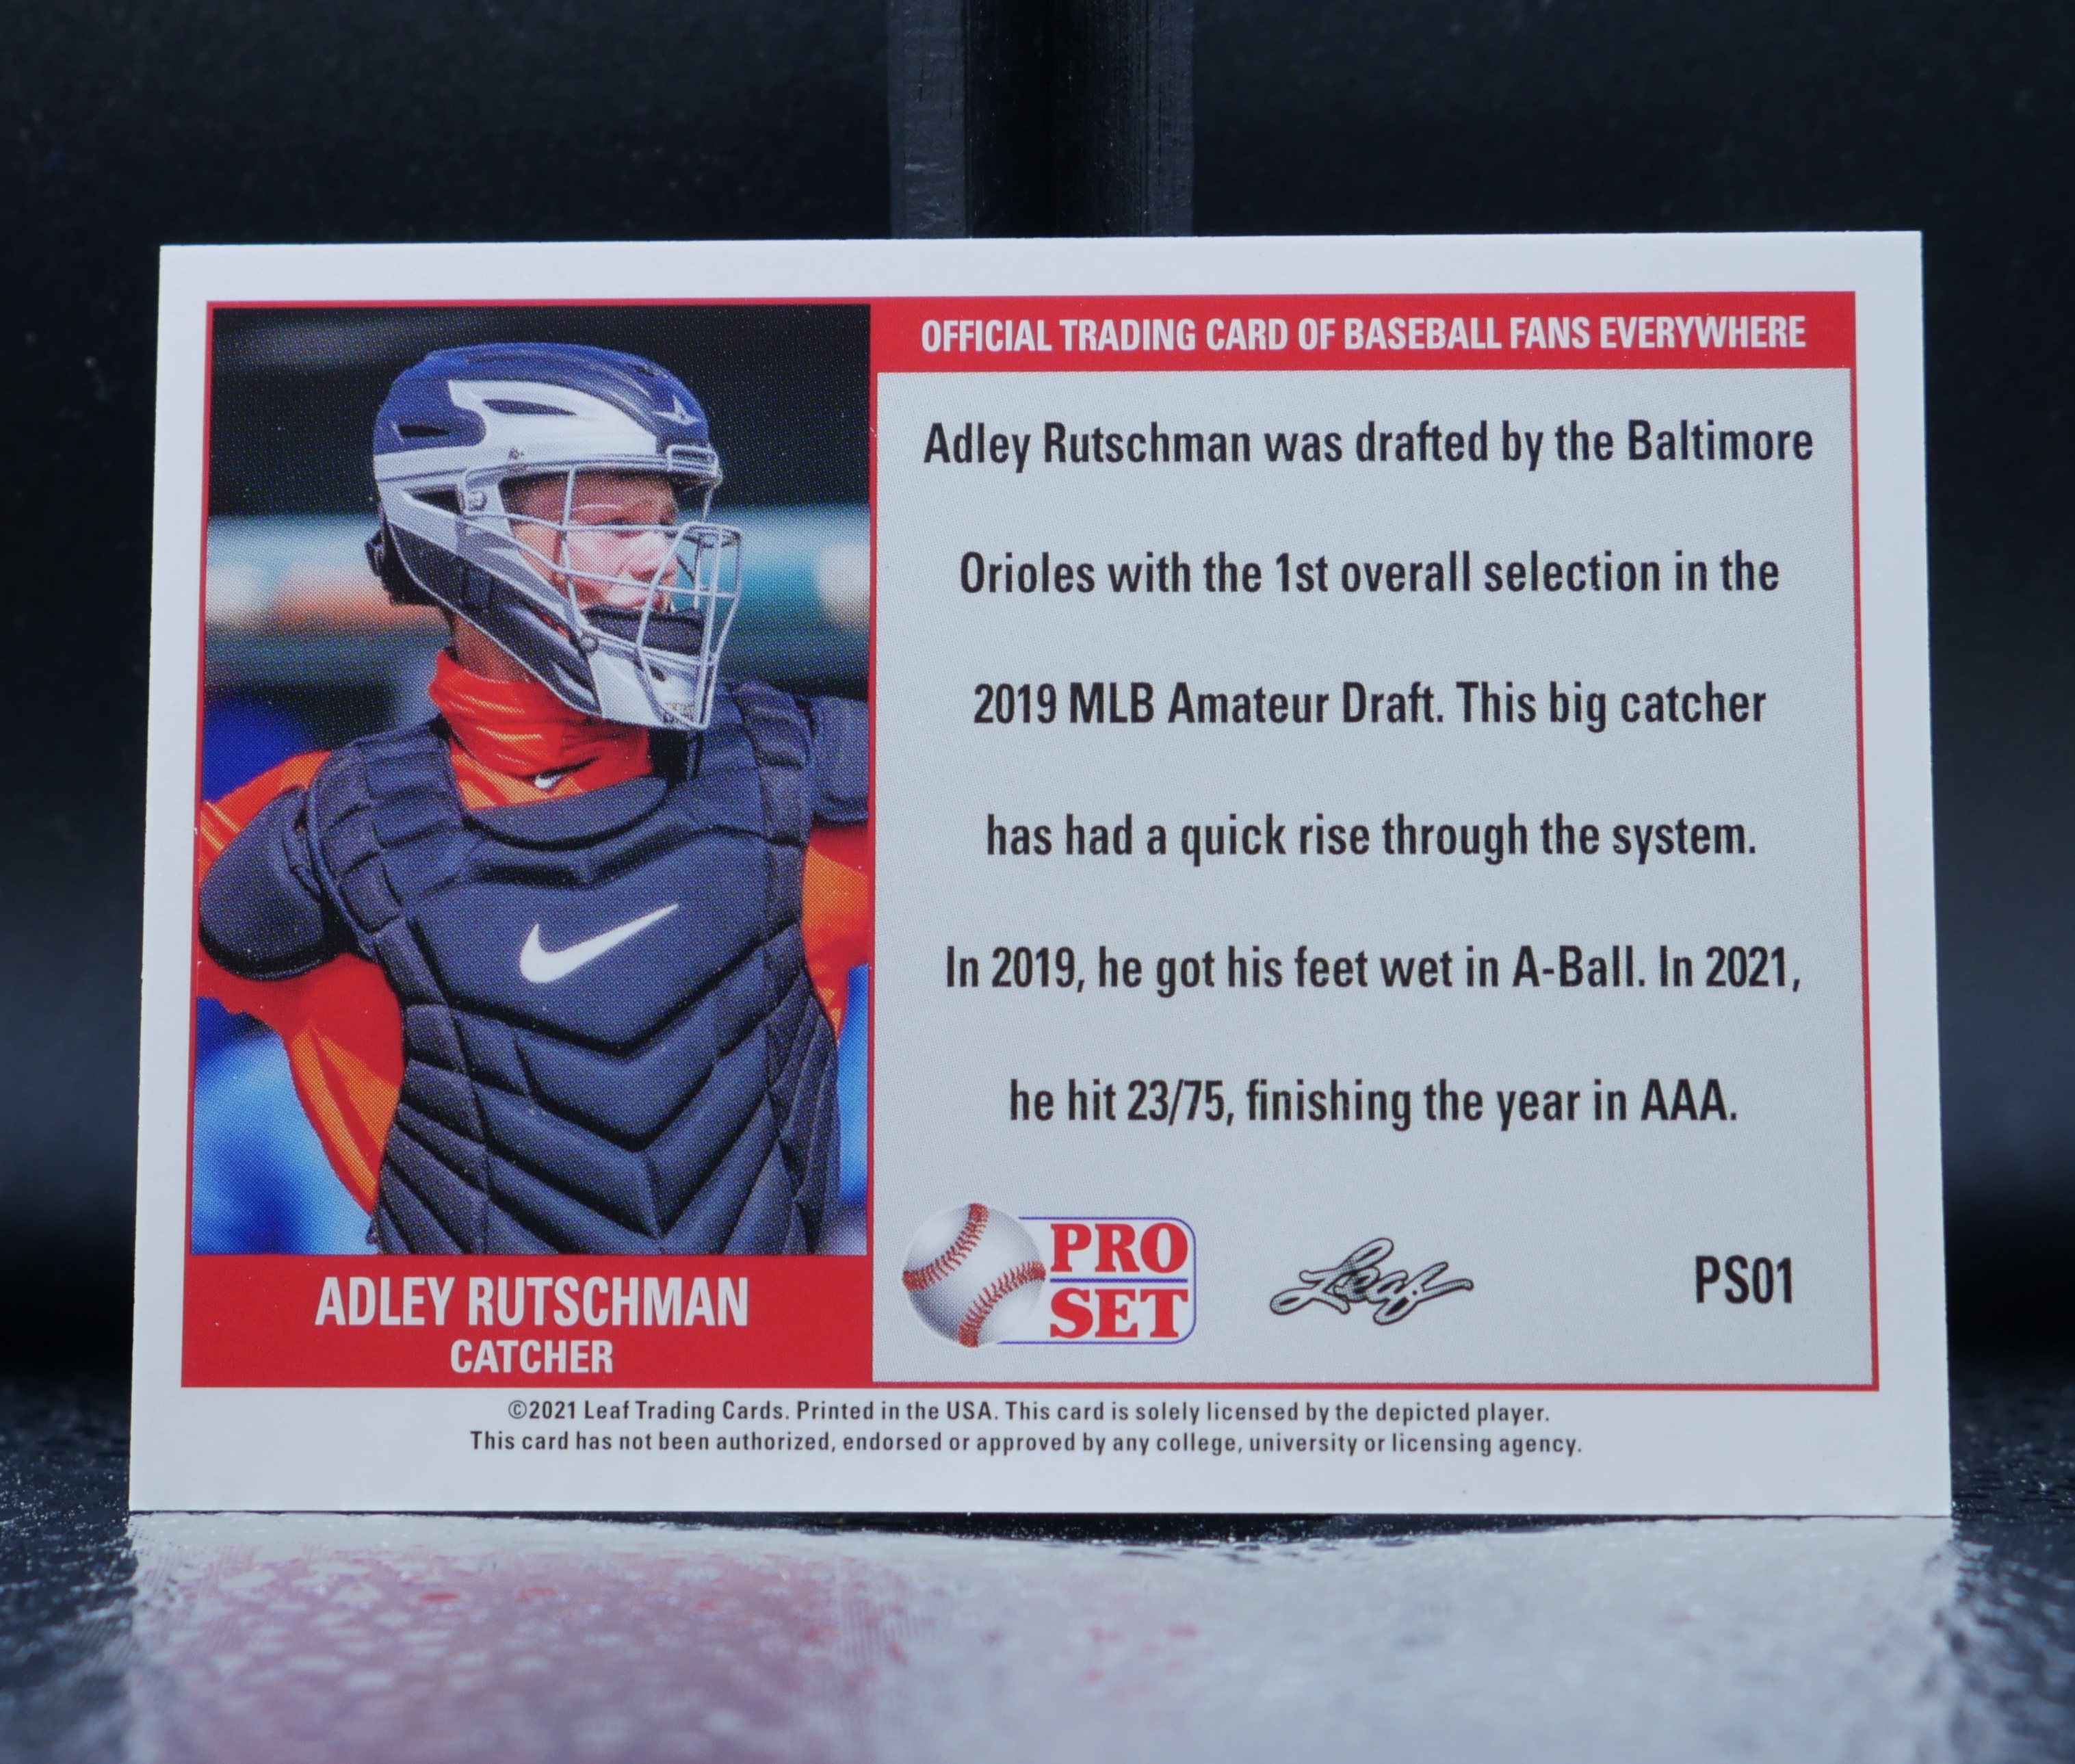 OFFICIAL TRADING CARD OF BASEBALL FANS EVERYWHERE
Adley Rutschman was drafted by the Baltimore
Orioles with the 1st overall selection in the
2019 MLB Amateur Draft. This big catcher
has had a quick rise through the system.
In 2019, he got his feet wet in A-Ball. In 2021,
he hit 23/75, finishing the year in AAA.
ADLEY RUTSCHMAN
CATCHER
PRO
SET
Leaf
PS01
©2021 Leaf Trading Cards. Printed in the USA. This card is solely licensed by the depicted player.
This card has not been authorized, endorsed or approved by any college, university or licensing agency.